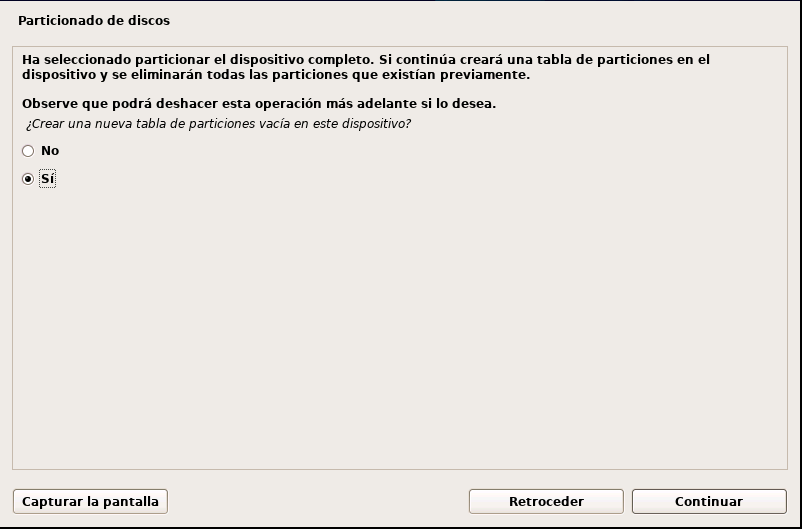 Particionado de discos
Ha seleccionado particionar el dispositivo completo. Si continúa creará una tabla de particiones en el
dispositivo y se eliminarán todas las particiones que existían previamente.
Observe que podrá deshacer esta operación más adelante si lo desea.
¿Crear una nueva tabla de particiones vacía en este dispositivo?
No
Sí
Capturar la pantalla
Retroceder
Continuar